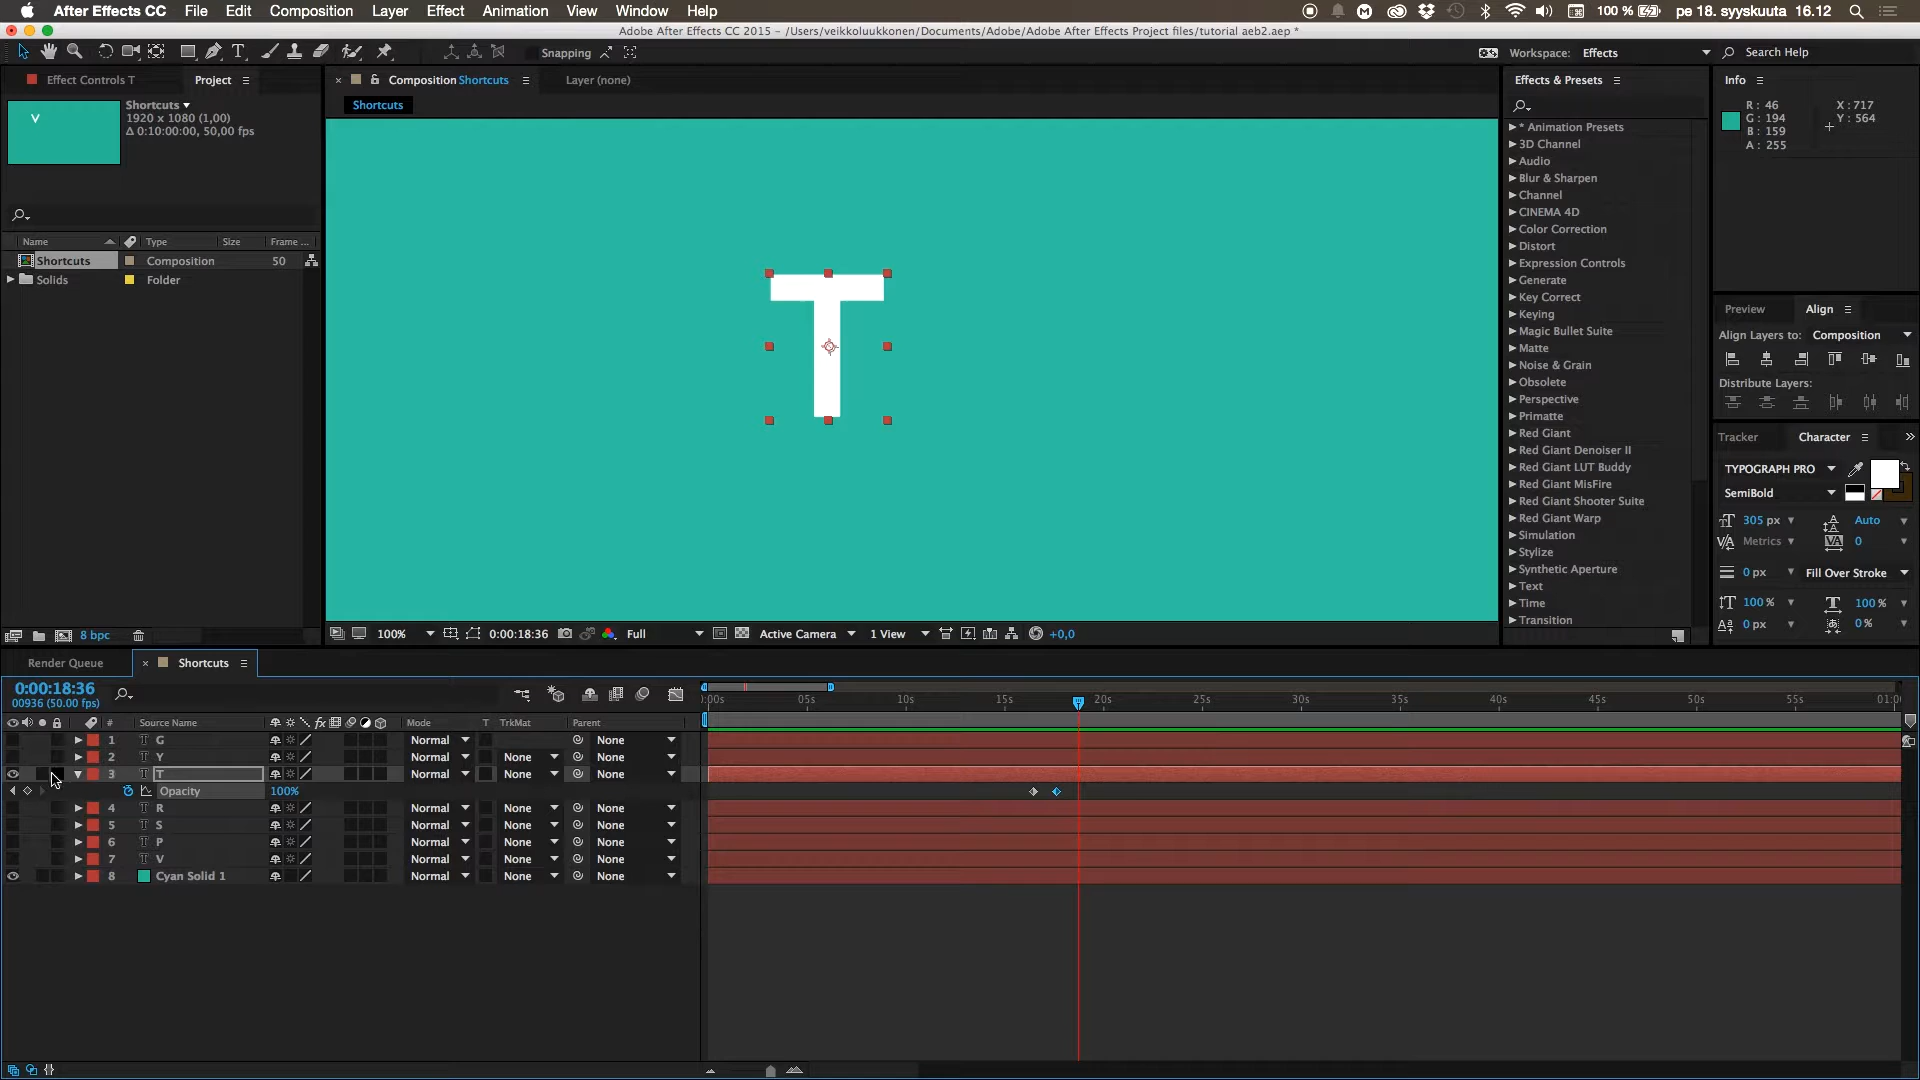 After Effects CC File Edit Composition Layer Effect Animation View Window Help 100 % pe 18. syyskuuta 16.12
Adobe After Effects CC 2015 - /Users/veikkoluukkonen/Documents/Adobe/Adobe After Effects Project files/tutorial aeb2.aep *
Snapping Workspace: Effects Search Help
Effect Controls T Project Composition Shortcuts Layer (none) Effects & Presets Info
Shortcuts
1920 x 1080 (1,00)
Δ 0:10:00:00, 50,00 fps
V
Name Type Size Frame ...
Shortcuts Composition 50
Solids Folder
8 bpc
Shortcuts
T
100% 0:00:18:36 Full Active Camera 1 View +0,0
* Animation Presets
3D Channel
Audio
Blur & Sharpen
Channel
CINEMA 4D
Color Correction
Distort
Expression Controls
Generate
Key Correct
Keying
Magic Bullet Suite
Matte
Noise & Grain
Obsolete
Perspective
Primatte
Red Giant
Red Giant Denoiser II
Red Giant LUT Buddy
Red Giant MisFire
Red Giant Shooter Suite
Red Giant Warp
Simulation
Stylize
Synthetic Aperture
Text
Time
Transition
R : 46 X : 717
G : 194 Y : 564
B : 159
A : 255
Preview Align
Align Layers to: Composition
Distribute Layers:
Tracker Character
TYPOGRAPH PRO
SemiBold
305 px Auto
Metrics 0
0 px Fill Over Stroke
100 % 100 %
0 px 0 %
Render Queue Shortcuts
0:00:18:36
00936 (50.00 fps)
:00s 05s 10s 15s 20s 25s 30s 35s 40s 45s 50s 55s 01:0
# Source Name Mode T TrkMat Parent
1 T G Normal None
2 T Y Normal None None
3 T T Normal None None
Opacity 100%
4 T R Normal None None
5 T S Normal None None
6 T P Normal None None
7 T V Normal None None
8 Cyan Solid 1 Normal None None